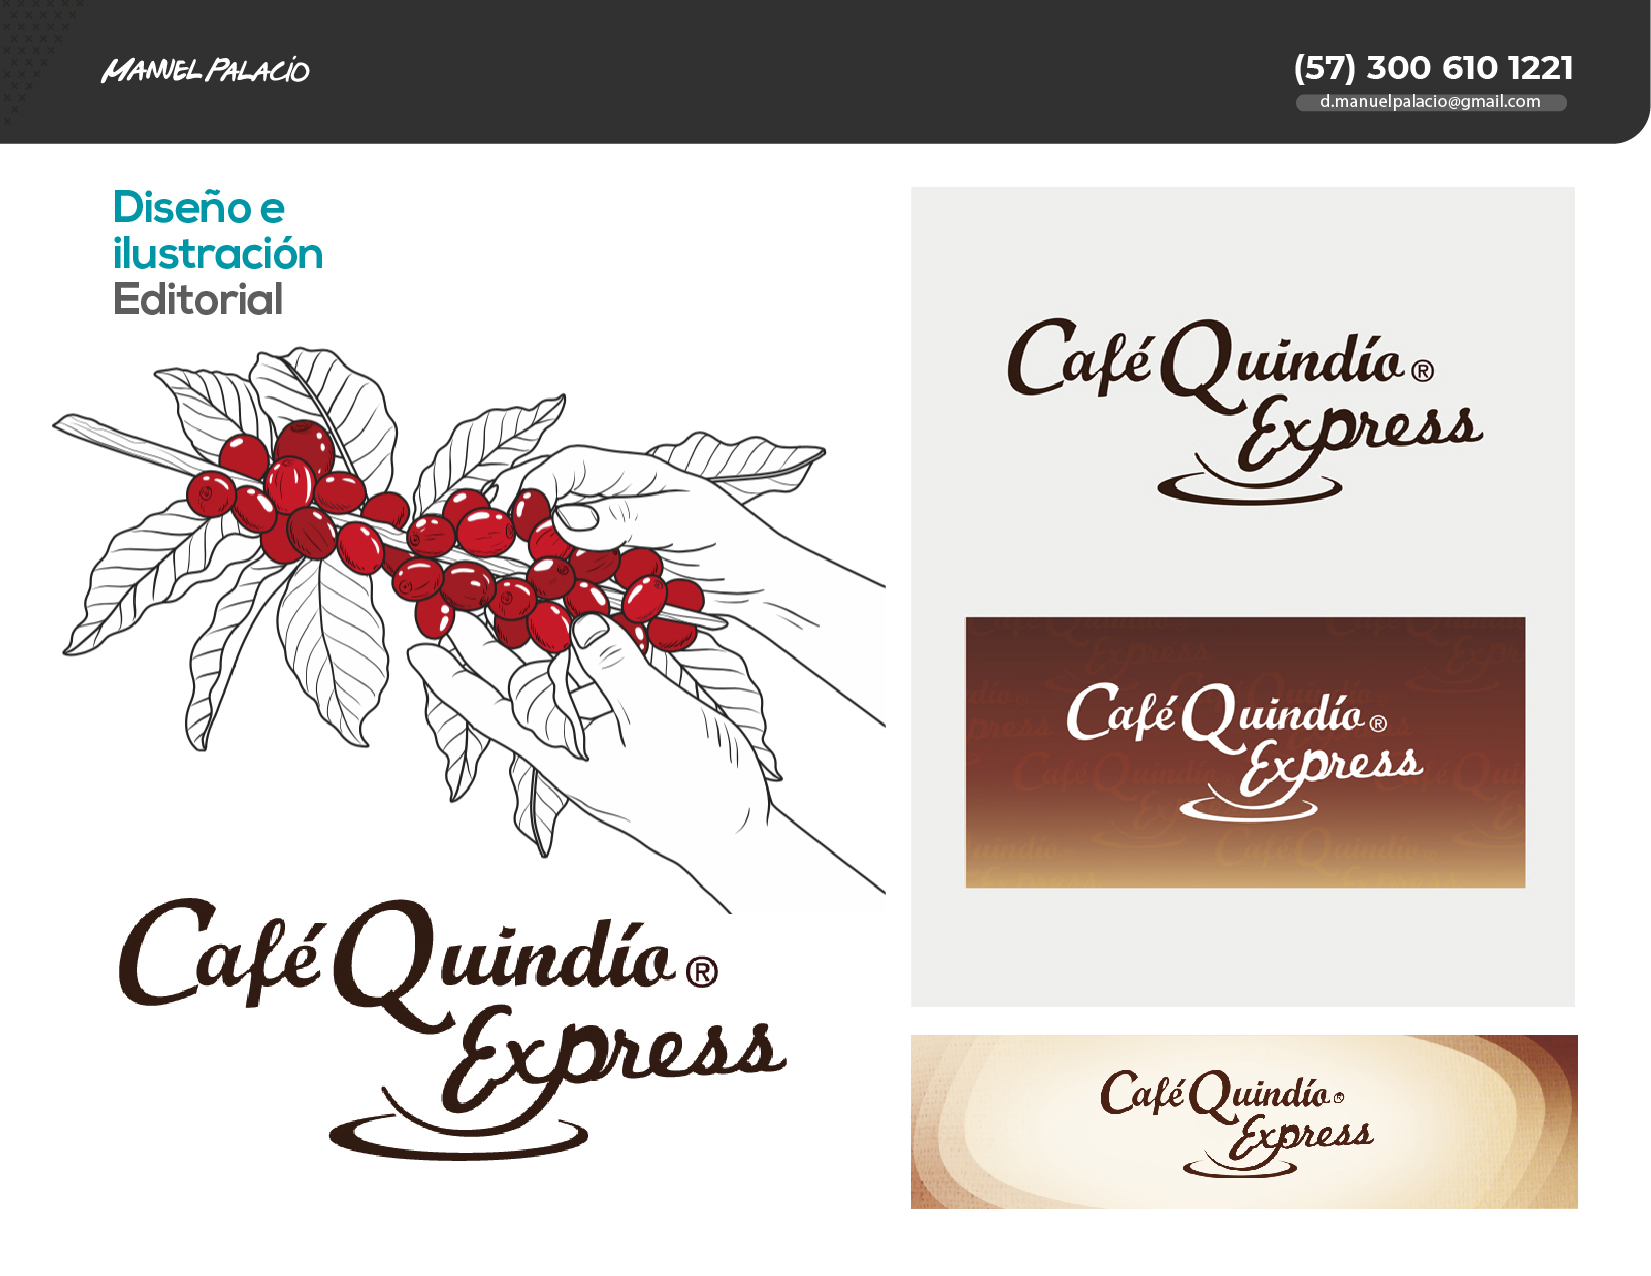 Manuel Palacio
(57) 300 610 1221
d.manuelpalacio@gmail.com
Diseño e
ilustración
Editorial
Café Quindío ®
Express
Café Quindío ®
Express
Café Quindío ®
Express
Café Quindío ®
Express